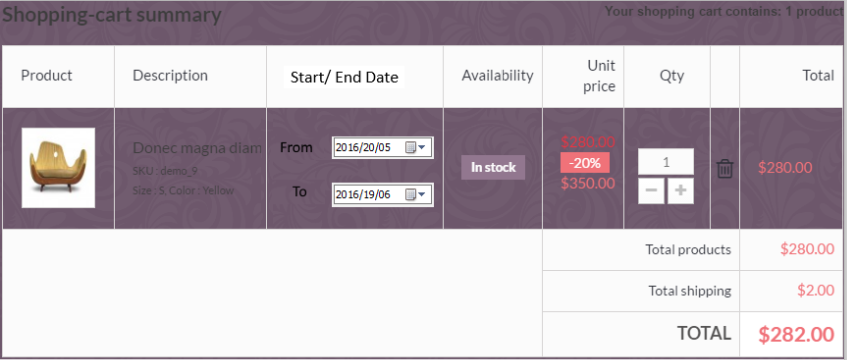 Shopping-cart summary
Your shopping cart contains: 1 product
Product Description Start/ End Date Availability Unit price Qty Total
Donec magna diam
SKU : demo_9
Size : S, Color : Yellow
From 2016/20/05
To 2016/19/06
In stock
$280.00
-20%
$350.00
1
$280.00
Total products $280.00
Total shipping $2.00
TOTAL $282.00